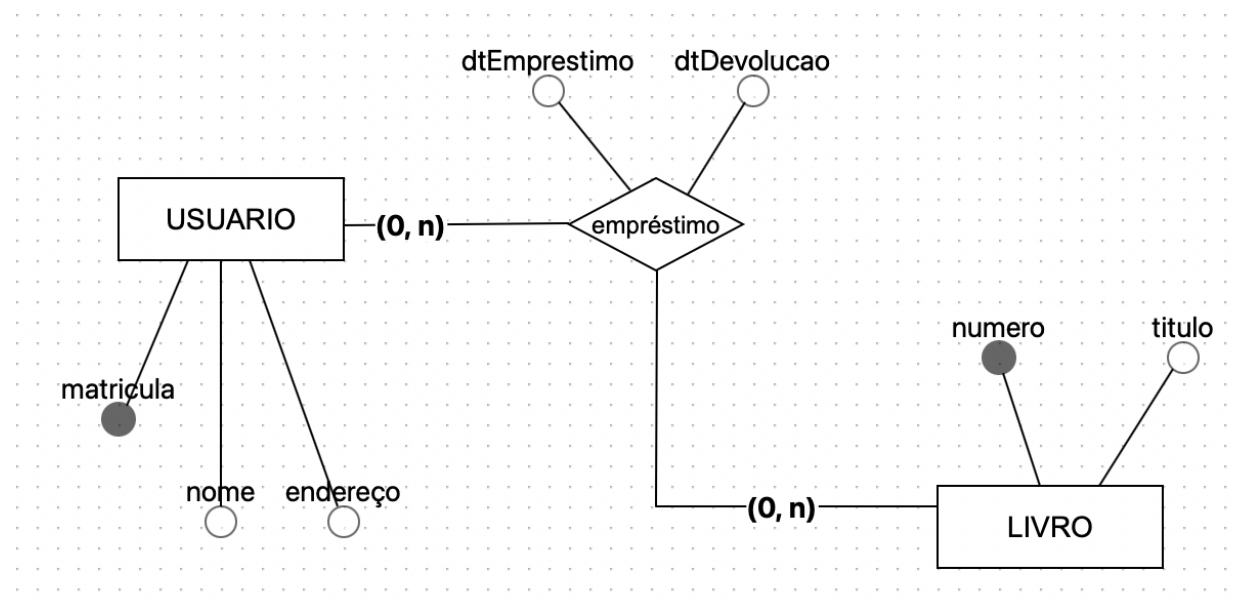 dtEmprestimo
dtDevolucao
USUARIO
(0, n)
empréstimo
numero
titulo
matricula
nome
endereço
(0, n)
LIVRO